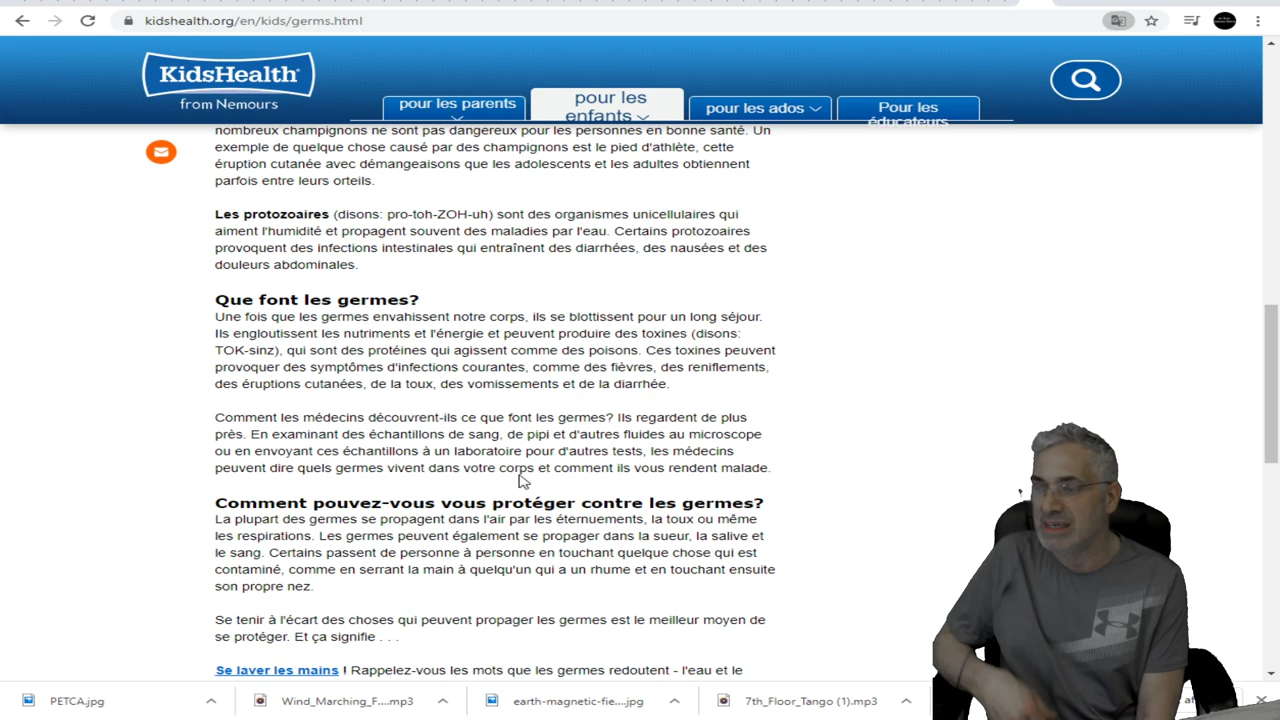 kidshealth.org/en/kids/germs.html
KidsHealth
from Nemours
pour les parents
pour les enfants
pour les ados
Pour les éducateurs
nombreux champignons ne sont pas dangereux pour les personnes en bonne santé. Un
exemple de quelque chose causé par des champignons est le pied d'athlète, cette
éruption cutanée avec démangeaisons que les adolescents et les adultes obtiennent
parfois entre leurs orteils.
Les protozoaires (disons: pro-toh-ZOH-uh) sont des organismes unicellulaires qui
aiment l'humidité et propagent souvent des maladies par l'eau. Certains protozoaires
provoquent des infections intestinales qui entraînent des diarrhées, des nausées et des
douleurs abdominales.
Que font les germes?
Une fois que les germes envahissent notre corps, ils se blottissent pour un long séjour.
Ils engloutissent les nutriments et l'énergie et peuvent produire des toxines (disons:
TOK-sinz), qui sont des protéines qui agissent comme des poisons. Ces toxines peuvent
provoquer des symptômes d'infections courantes, comme des fièvres, des reniflements,
des éruptions cutanées, de la toux, des vomissements et de la diarrhée.
Comment les médecins découvrent-ils ce que font les germes? Ils regardent de plus
près. En examinant des échantillons de sang, de pipi et d'autres fluides au microscope
ou en envoyant ces échantillons à un laboratoire pour d'autres tests, les médecins
peuvent dire quels germes vivent dans votre corps et comment ils vous rendent malade.
Comment pouvez-vous vous protéger contre les germes?
La plupart des germes se propagent dans l'air par les éternuements, la toux ou même
les respirations. Les germes peuvent également se propager dans la sueur, la salive et
le sang. Certains passent de personne à personne en touchant quelque chose qui est
contaminé, comme en serrant la main à quelqu'un qui a un rhume et en touchant ensuite
son propre nez.
Se tenir à l'écart des choses qui peuvent propager les germes est le meilleur moyen de
se protéger. Et ça signifie . . .
Se laver les mains ! Rappelez-vous les mots que les germes redoutent - l'eau et le
PETCA.jpg
Wind_Marching_F....mp3
earth-magnetic-fie....jpg
7th_Floor_Tango (1).mp3